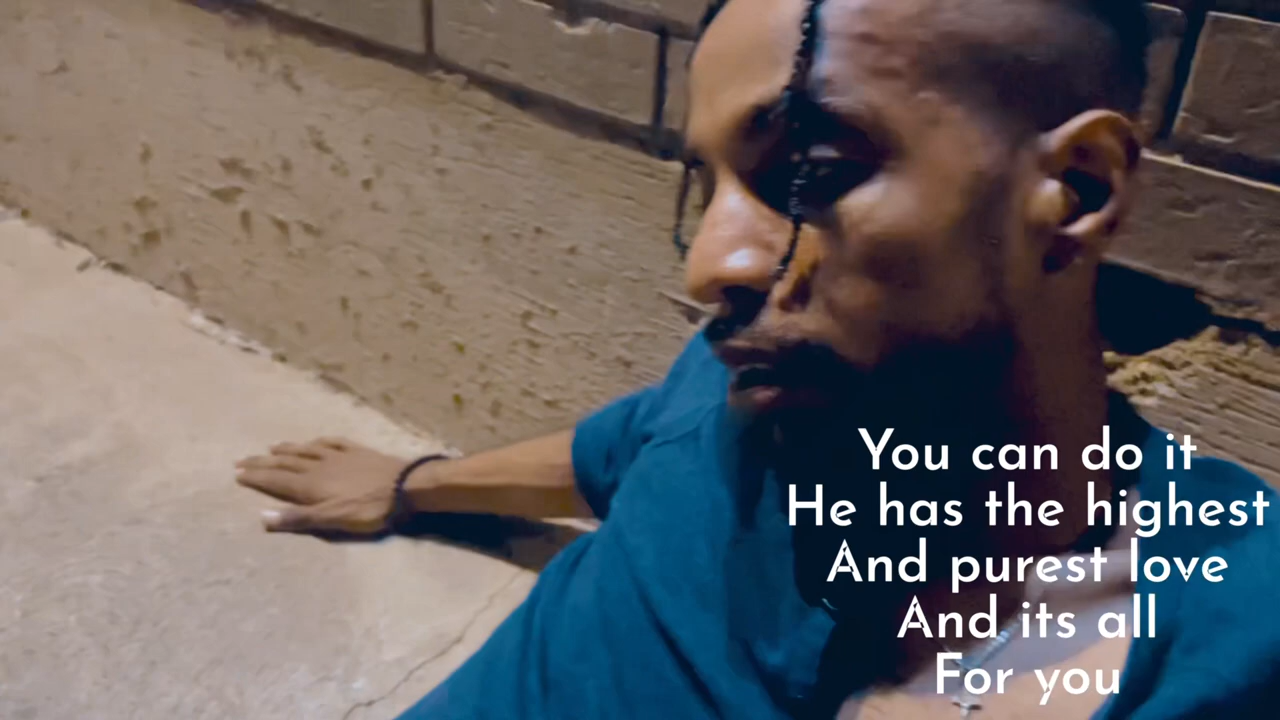 You can do it
He has the highest
And purest love
And its all
For you